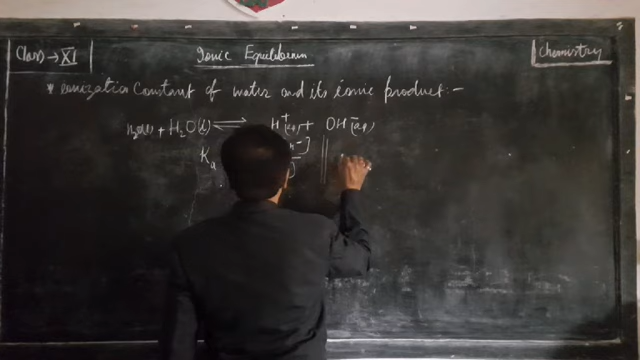 Class → XI
Ionic Equilibrium
Chemistry
* Ionization Constant of water and its ionic product:-
H₂O(l) + H₂O(l) ⇌ H⁺(aq) + OH⁻(aq)
Kₐ